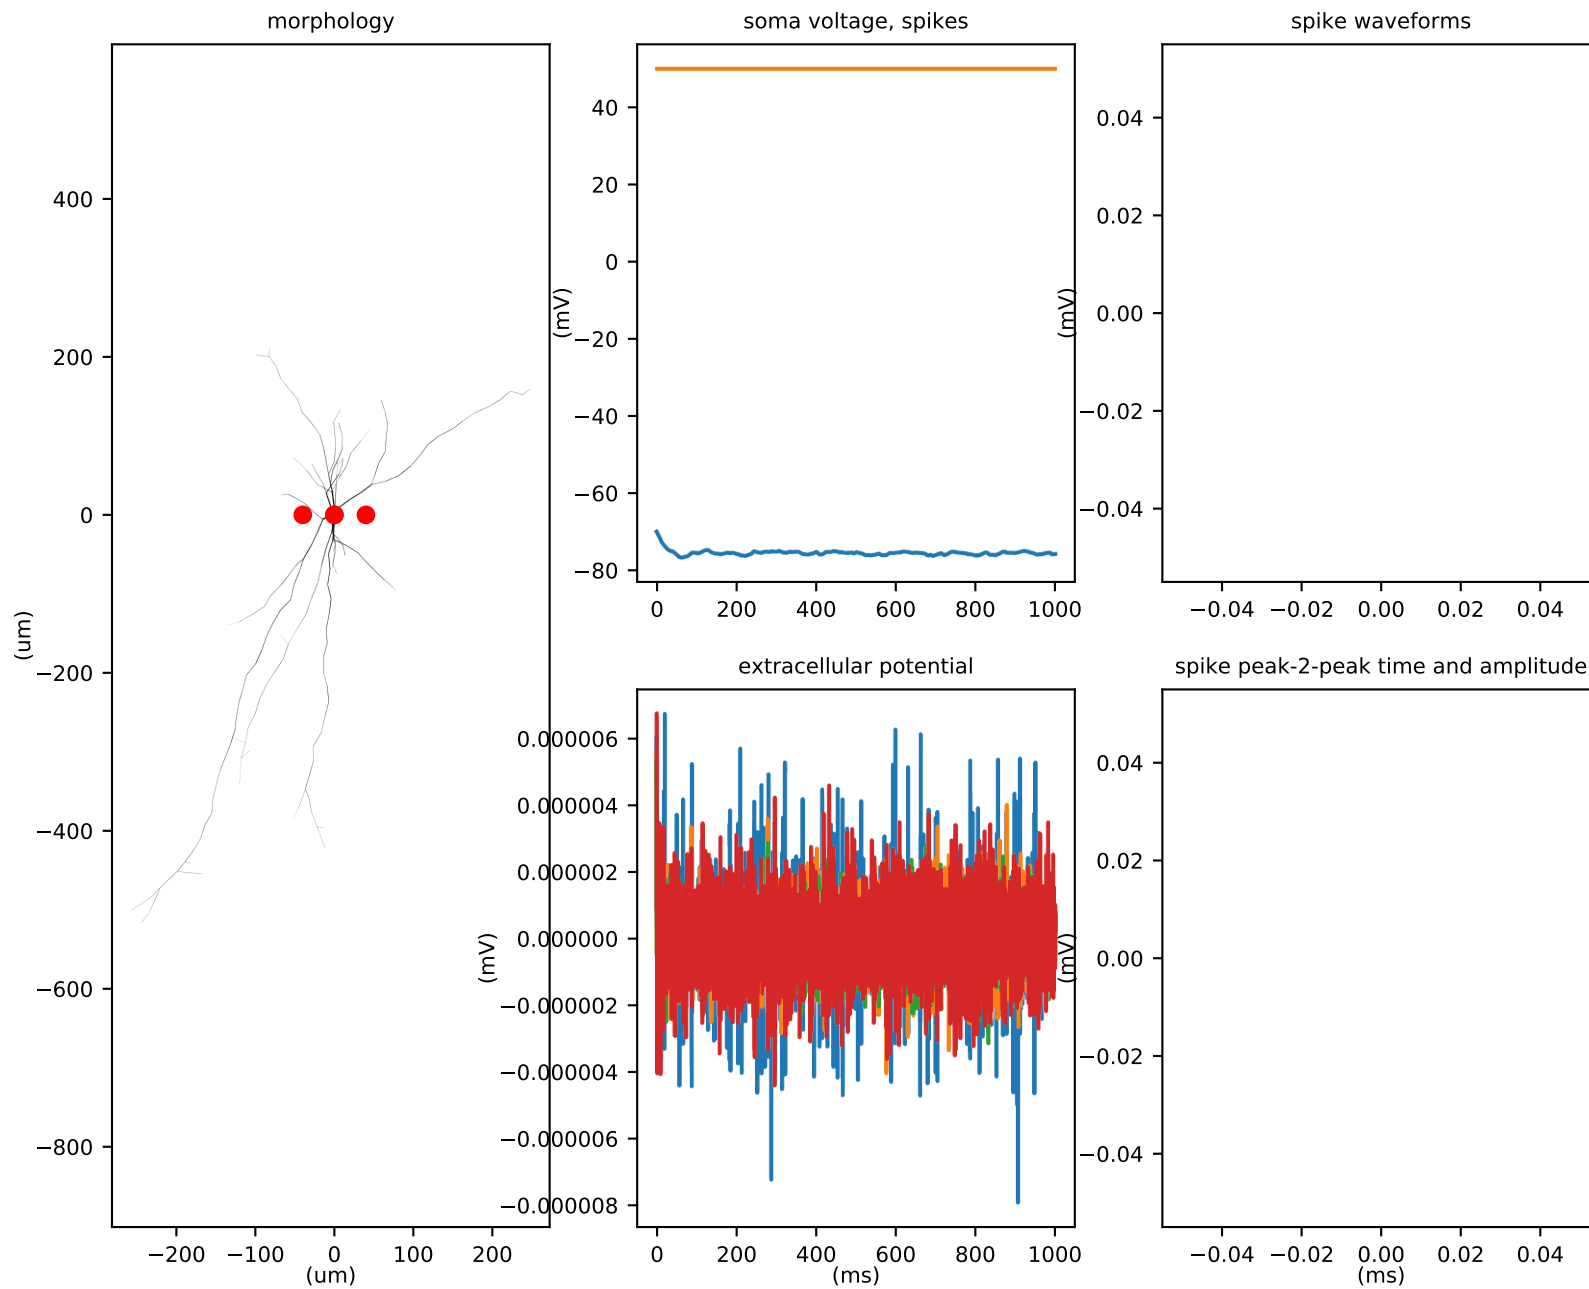 morphology
400
200
0
−200
−400
−600
−800
(um)
−200 −100 0 100 200
(um)
soma voltage, spikes
40
20
0
−20
−40
−60
−80
(mV)
0 200 400 600 800 1000
spike waveforms
0.04
0.02
0.00
−0.02
−0.04
(mV)
−0.04 −0.02 0.00 0.02 0.04
extracellular potential
0.000006
0.000004
0.000002
0.000000
−0.000002
−0.000004
−0.000006
−0.000008
(mV)
0 200 400 600 800 1000
(ms)
spike peak-2-peak time and amplitude
0.04
0.02
0.00
−0.02
−0.04
(mV)
−0.04 −0.02 0.00 0.02 0.04
(ms)